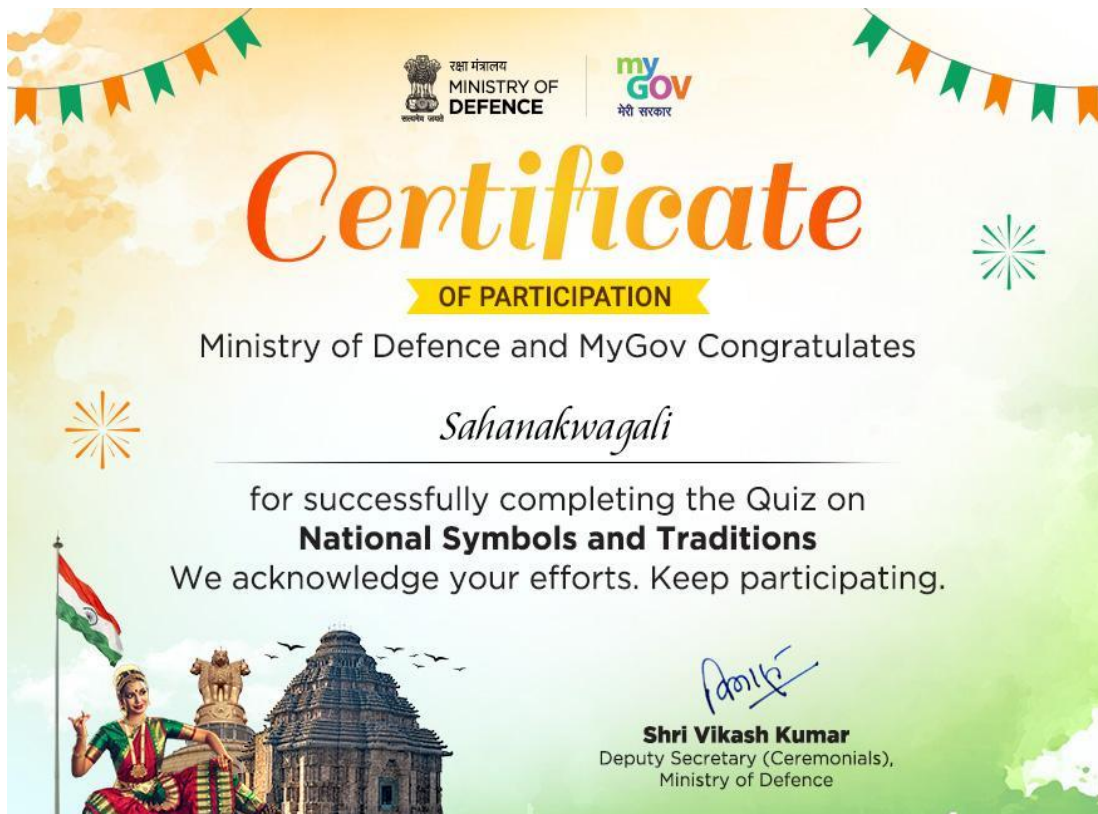 रक्षा मंत्रालय
MINISTRY OF
DEFENCE
सत्यमेव जयते
my
GOV
मेरी सरकार
Certificate
OF PARTICIPATION
Ministry of Defence and MyGov Congratulates
Sahanakwagali
for successfully completing the Quiz on
National Symbols and Traditions
We acknowledge your efforts. Keep participating.
Shri Vikash Kumar
Deputy Secretary (Ceremonials),
Ministry of Defence